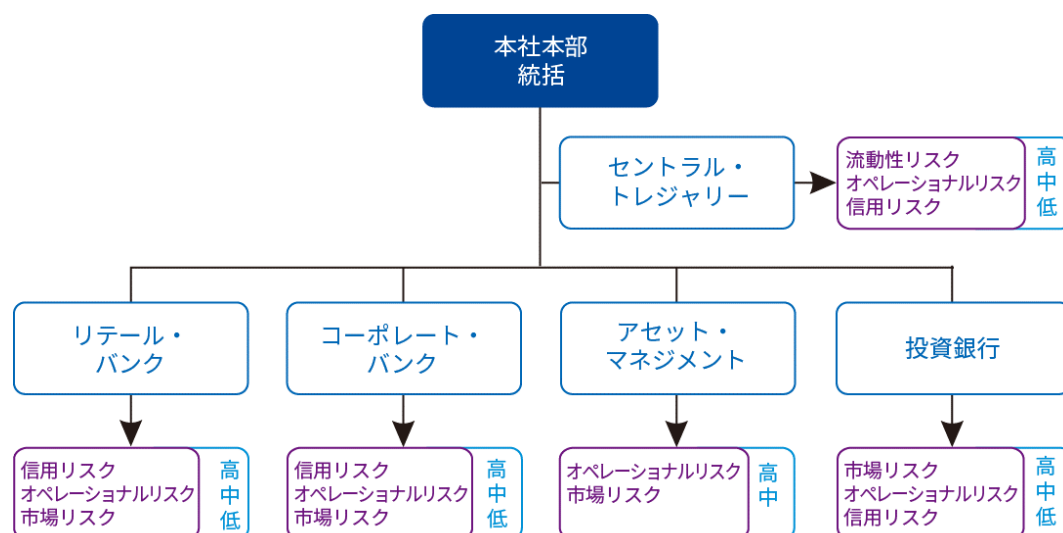 本社本部
統括
セントラル・
トレジャリー
流動性リスク
オペレーショナルリスク
信用リスク
高
中
低
リテール・
バンク
コーポレート・
バンク
アセット・
マネジメント
投資銀行
信用リスク
オペレーショナルリスク
市場リスク
高
中
低
信用リスク
オペレーショナルリスク
市場リスク
高
中
低
オペレーショナルリスク
市場リスク
高
中
市場リスク
オペレーショナルリスク
信用リスク
高
中
低